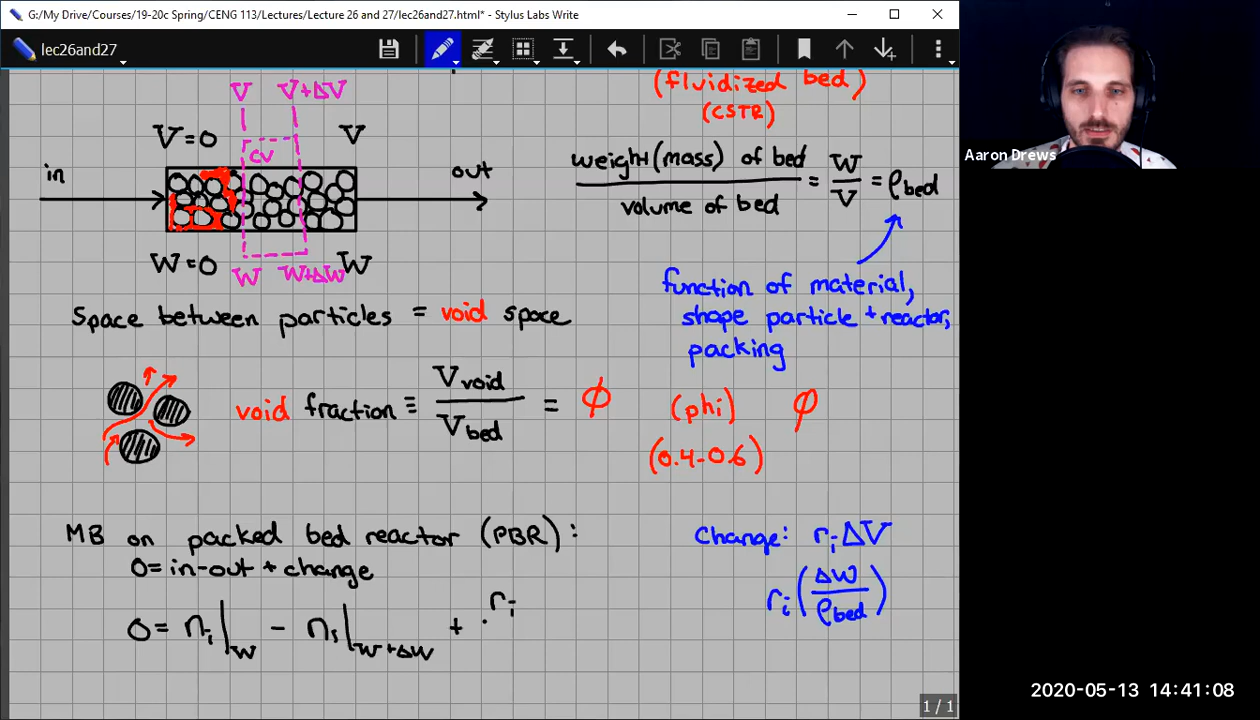 G:/My Drive/Courses/19-20c Spring/CENG 113/Lectures/Lecture 26 and 27/lec26and27.html* - Stylus Labs Write
lec26and27
(fluidized bed)
(CSTR)
V V+ΔV
V=0 V
CV
in out
W=0 W W+ΔW W
weight (mass) of bed / volume of bed = W/V = ρbed
function of material,
shape particle + reactor,
packing
Space between particles = void space
void fraction ≡ Vvoid / Vbed = ϕ (phi) φ
(0.4-0.6)
MB on packed bed reactor (PBR):
0 = in-out + change
0 = ni|W - ni|W+ΔW + ri
Change: ri ΔV
ri (ΔW / ρbed)
1 / 1
Aaron Drews
2020-05-13 14:41:08